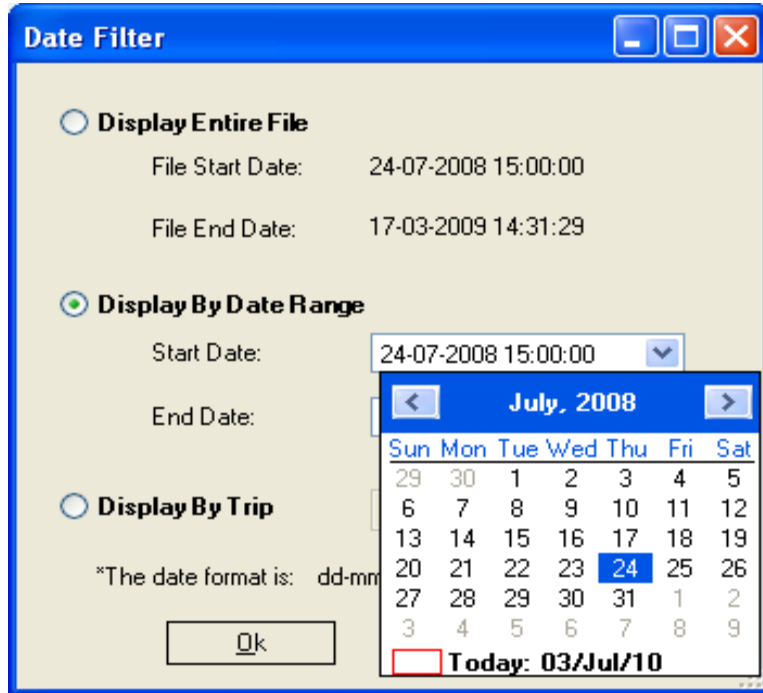 Date Filter
Display Entire File
File Start Date: 24-07-2008 15:00:00
File End Date: 17-03-2009 14:31:29
Display By Date Range
Start Date: 24-07-2008 15:00:00
July, 2008
End Date:
Sun Mon Tue Wed Thu Fri Sat
29 30 1 2 3 4 5
Display By Trip
6 7 8 9 10 11 12
13 14 15 16 17 18 19
*The date format is: dd-mm
20 21 22 23 24 25 26
27 28 29 30 31 1 2
3 4 5 6 7 8 9
Ok
Today: 03/Jul/10